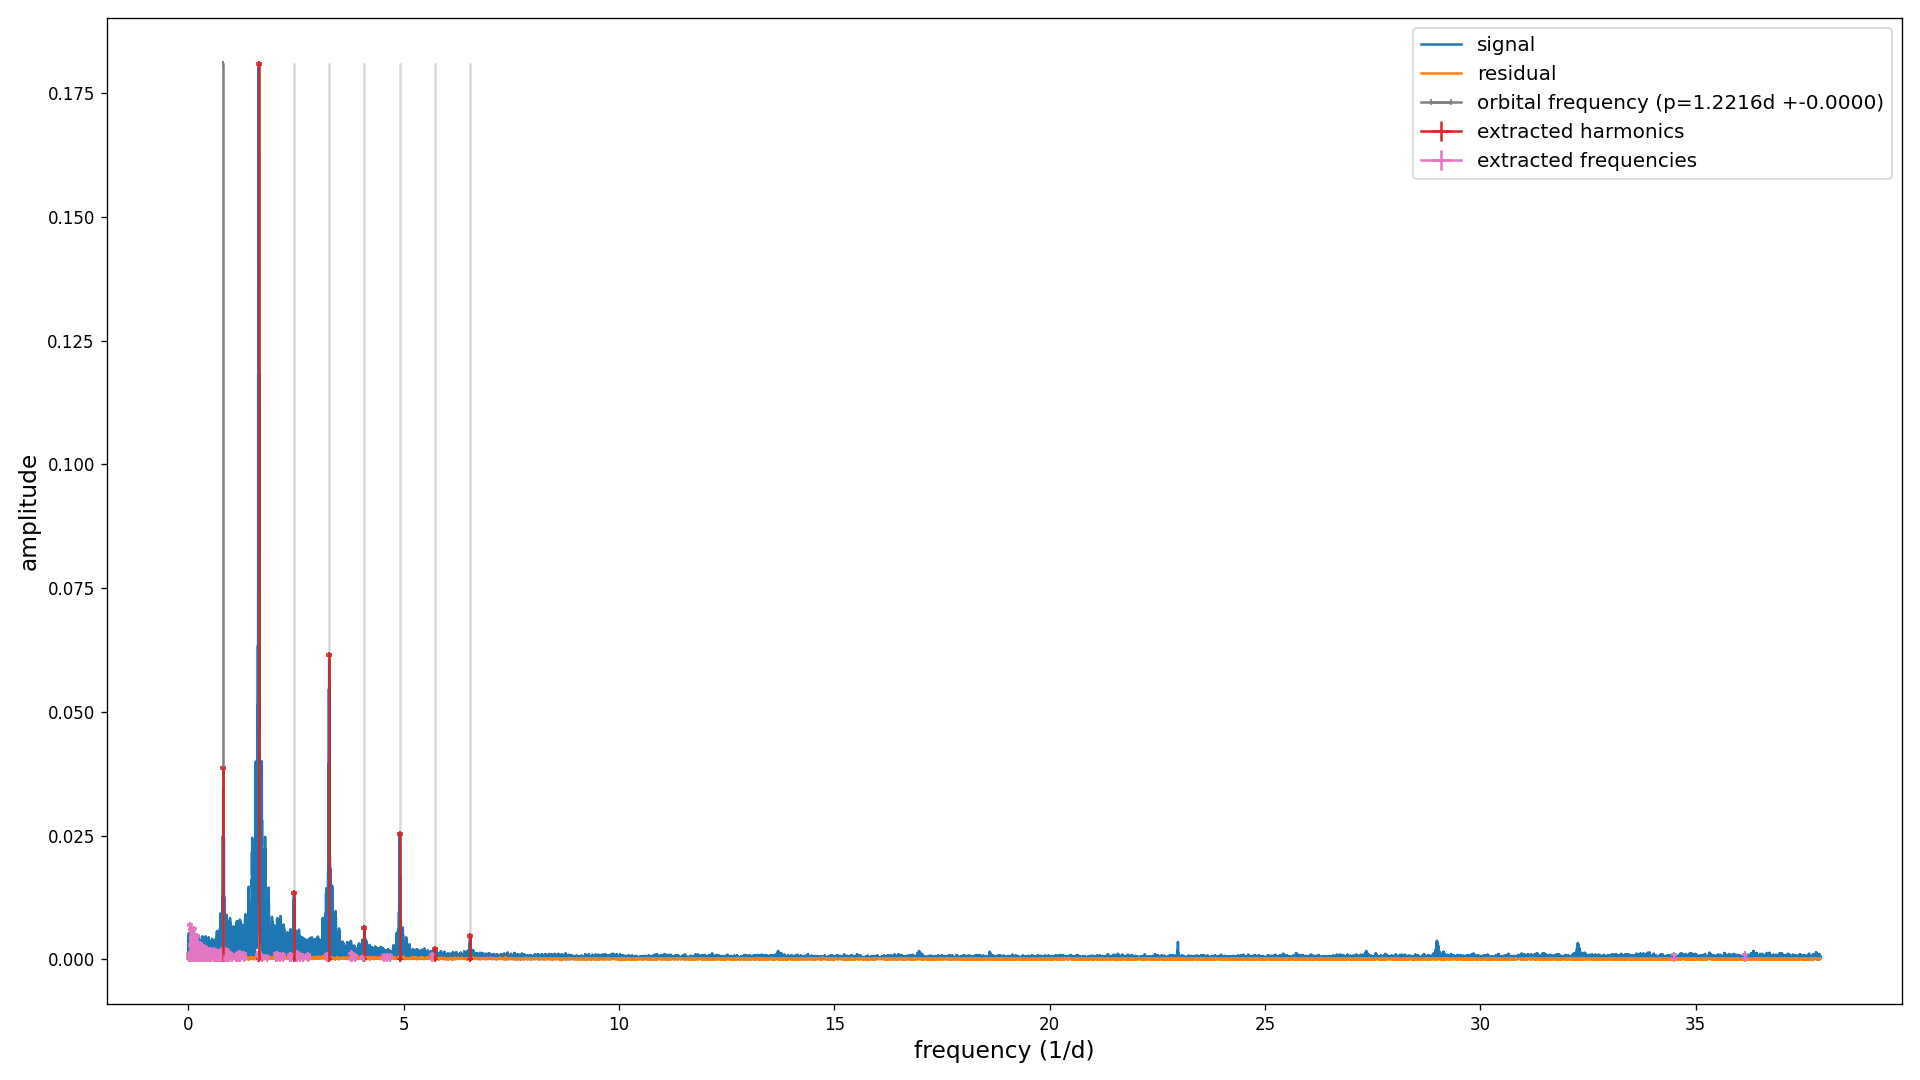 signal
residual
orbital frequency (p=1.2216d +-0.0000)
extracted harmonics
extracted frequencies
0.175
0.150
0.125
0.100
0.075
0.050
0.025
0.000
amplitude
0 5 10 15 20 25 30 35
frequency (1/d)